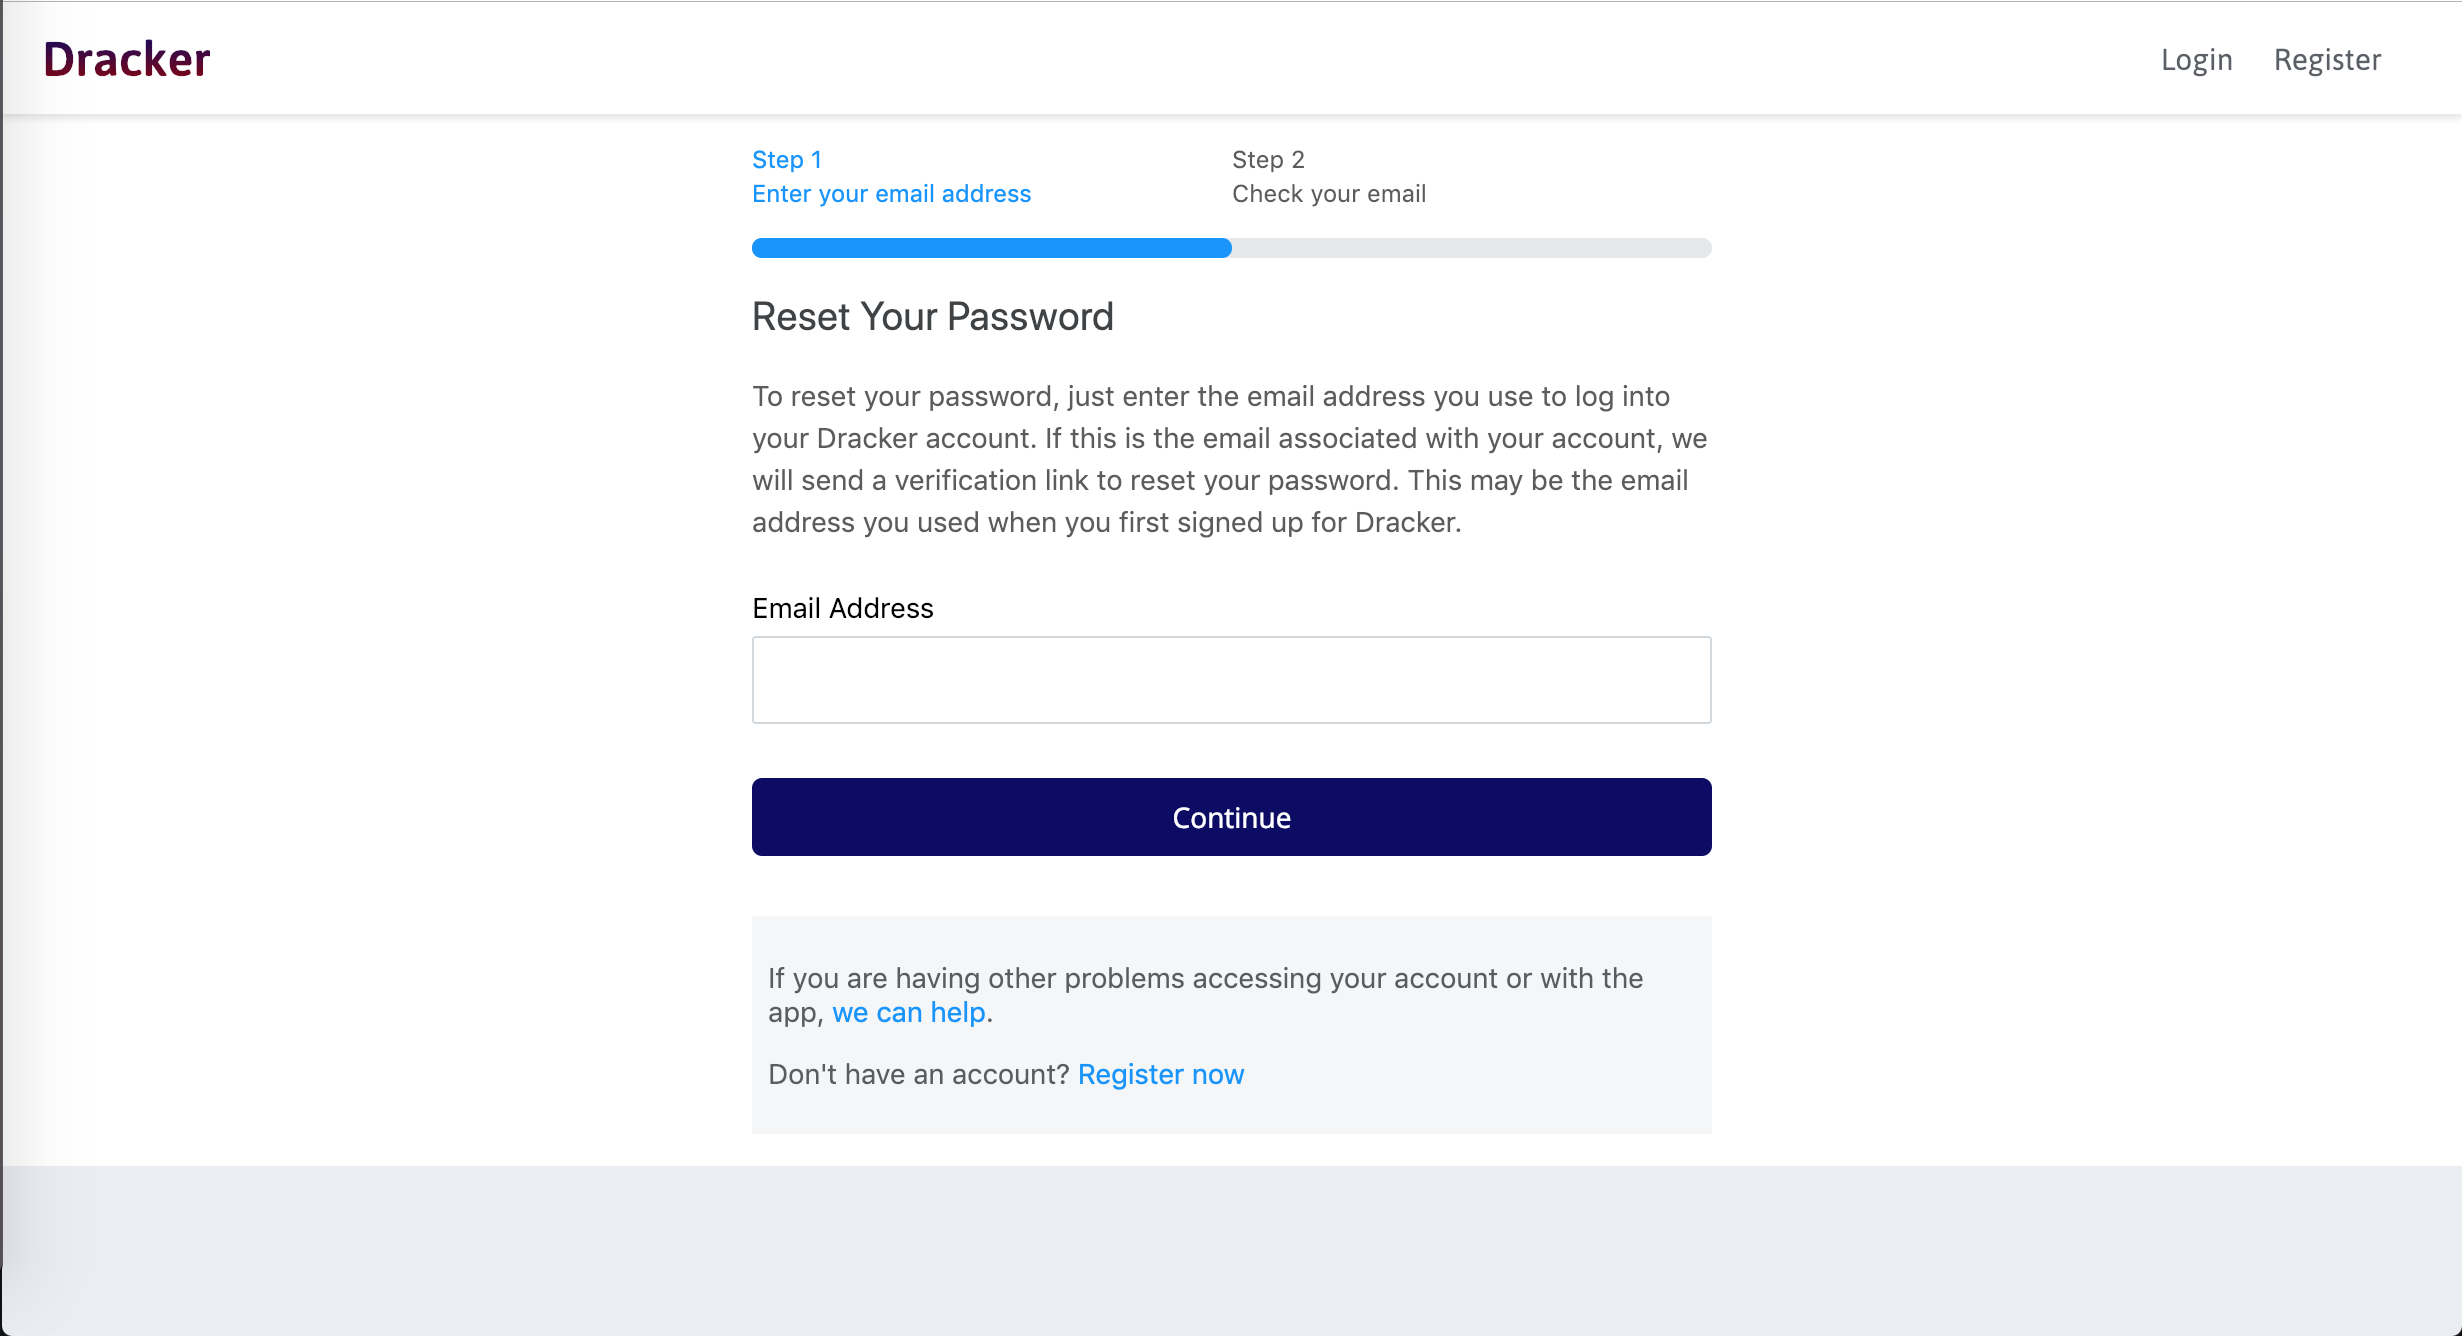 Dracker
Login Register
Step 1
Enter your email address
Step 2
Check your email
Reset Your Password
To reset your password, just enter the email address you use to log into
your Dracker account. If this is the email associated with your account, we
will send a verification link to reset your password. This may be the email
address you used when you first signed up for Dracker.
Email Address
Continue
If you are having other problems accessing your account or with the
app, we can help.
Don't have an account? Register now